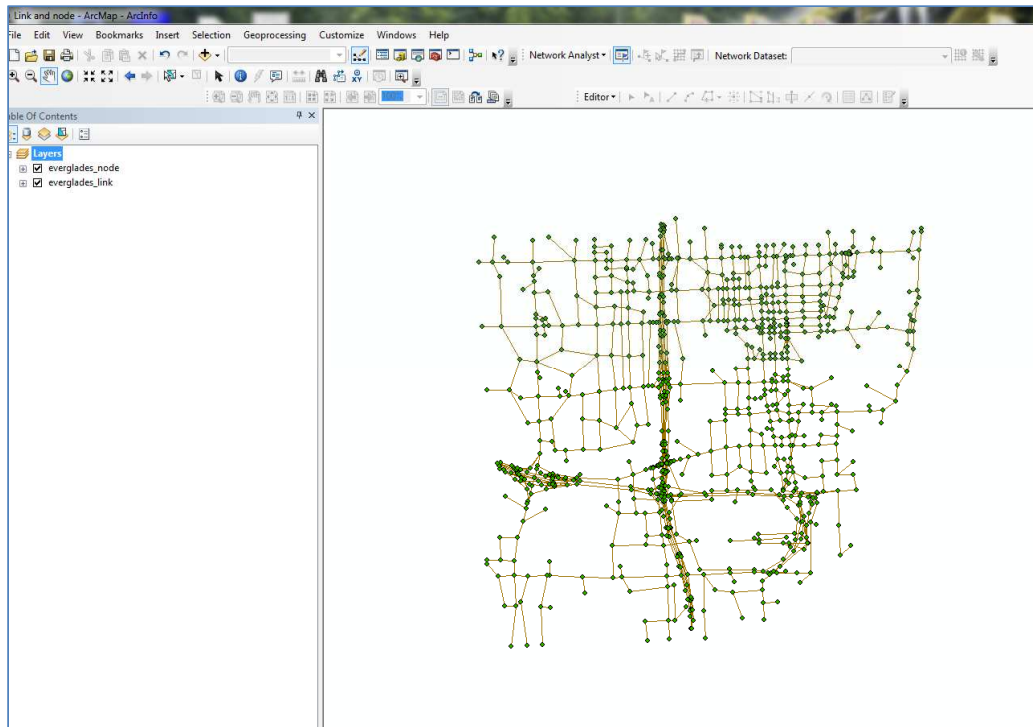 Link and node - ArcMap - ArcInfo
File Edit View Bookmarks Insert Selection Geoprocessing Customize Windows Help
Network Analyst Network Dataset:
Editor
Table Of Contents
Layers
everglades_node
everglades_link